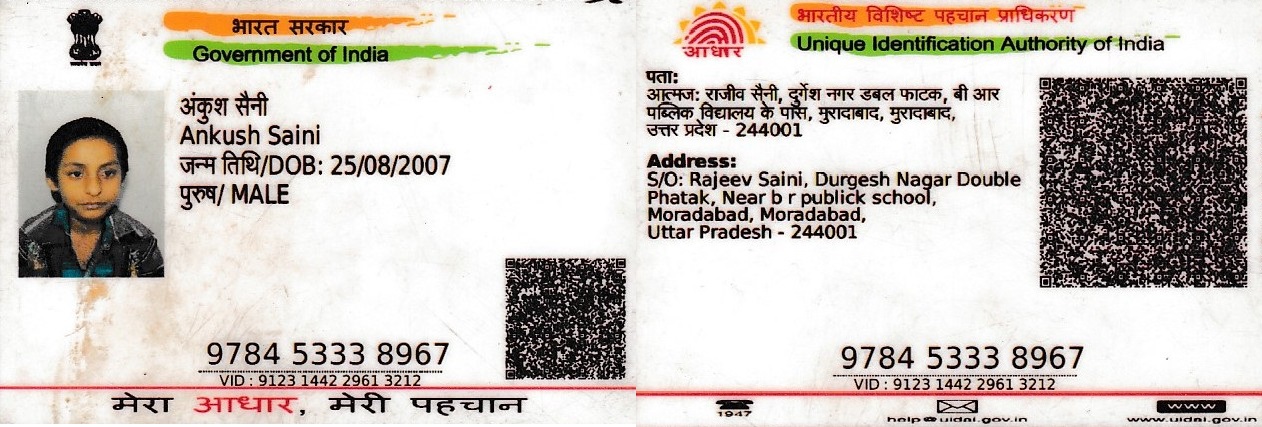 भारत सरकार
Government of India
अंकुश सैनी
Ankush Saini
जन्म तिथि/DOB: 25/08/2007
पुरुष/ MALE
9784 5333 8967
VID : 9123 1442 2961 3212
मेरा आधार, मेरी पहचान
आधार
भारतीय विशिष्ट पहचान प्राधिकरण
Unique Identification Authority of India
पता:
आत्मज: राजीव सैनी, दुर्गेश नगर डबल फाटक, बी आर
पब्लिक विद्यालय के पास, मुरादाबाद, मुरादाबाद,
उत्तर प्रदेश - 244001
Address:
S/O: Rajeev Saini, Durgesh Nagar Double
Phatak, Near b r publick school,
Moradabad, Moradabad,
Uttar Pradesh - 244001
9784 5333 8967
VID : 9123 1442 2961 3212
1947
help@uidai.gov.in
WWW
www.uidai.gov.in